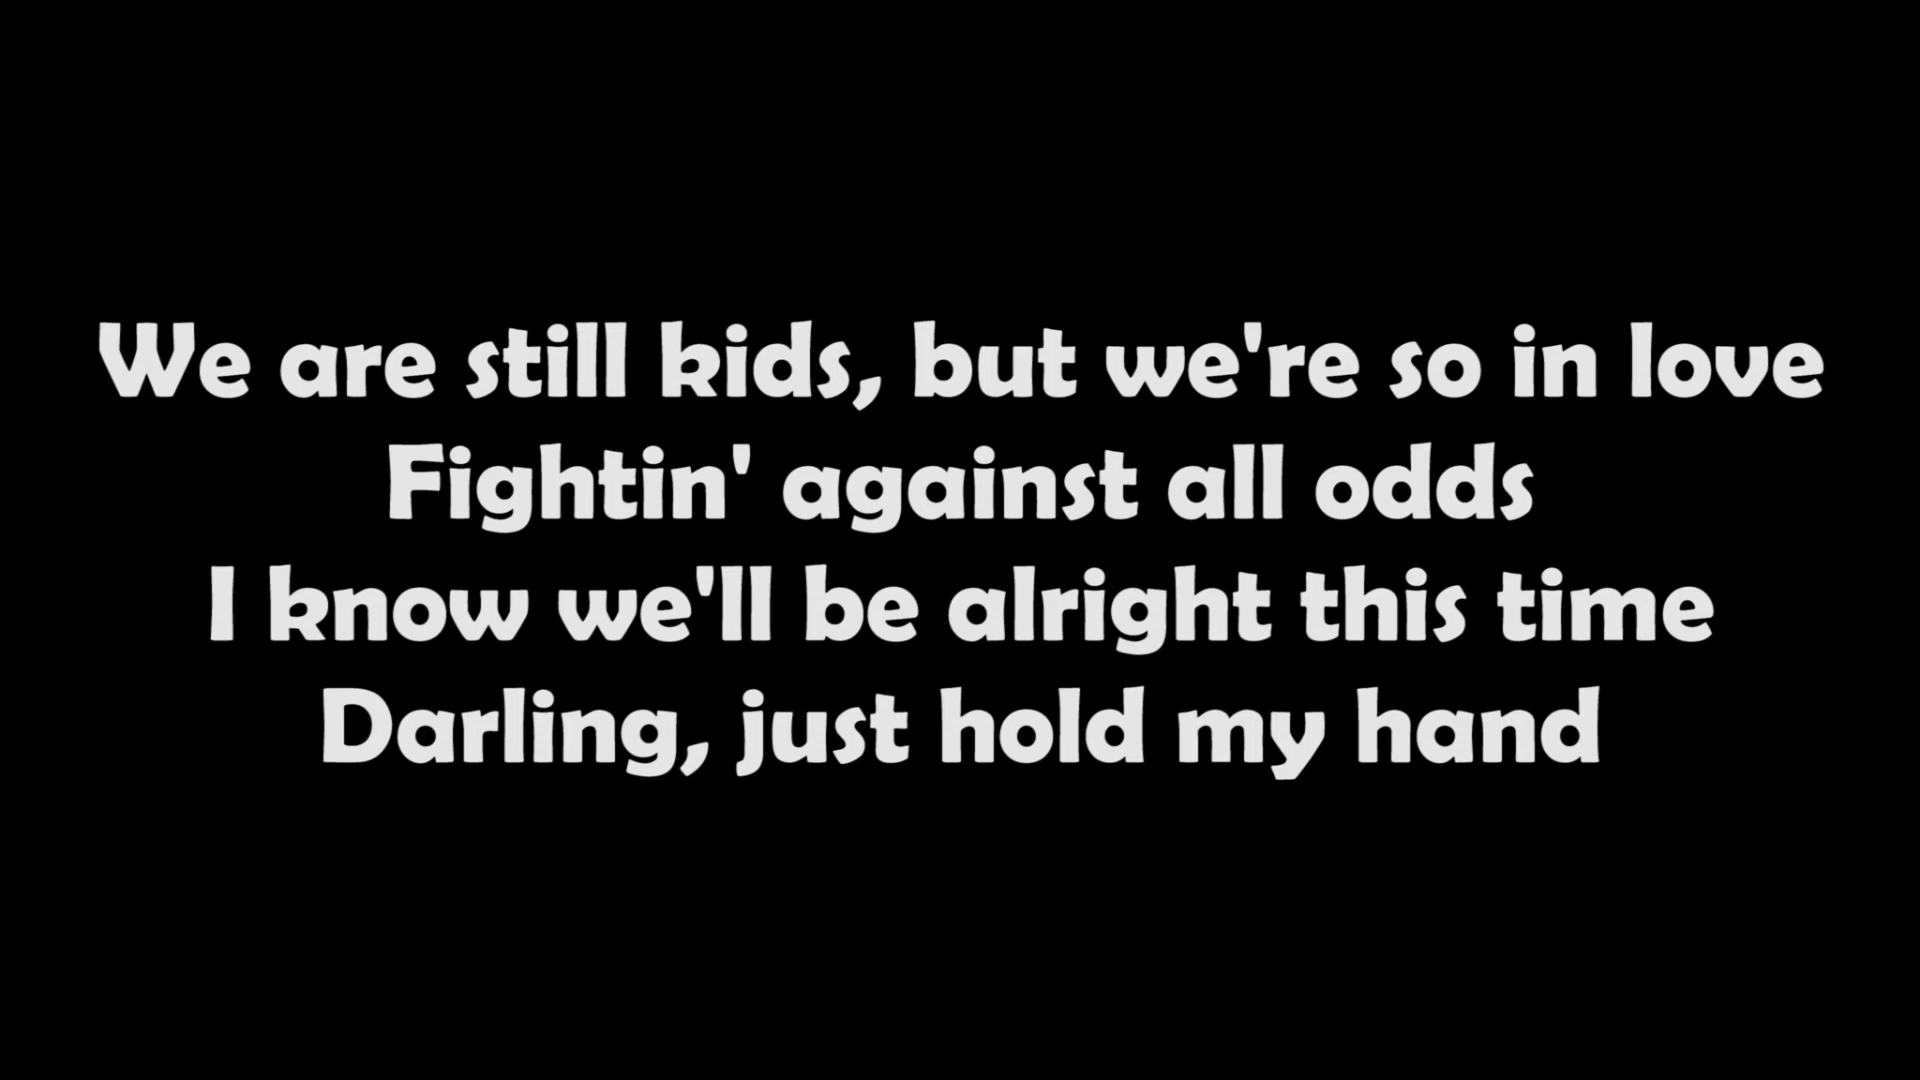 We are still kids, but we're so in love
Fightin' against all odds
I know we'll be alright this time
Darling, just hold my hand